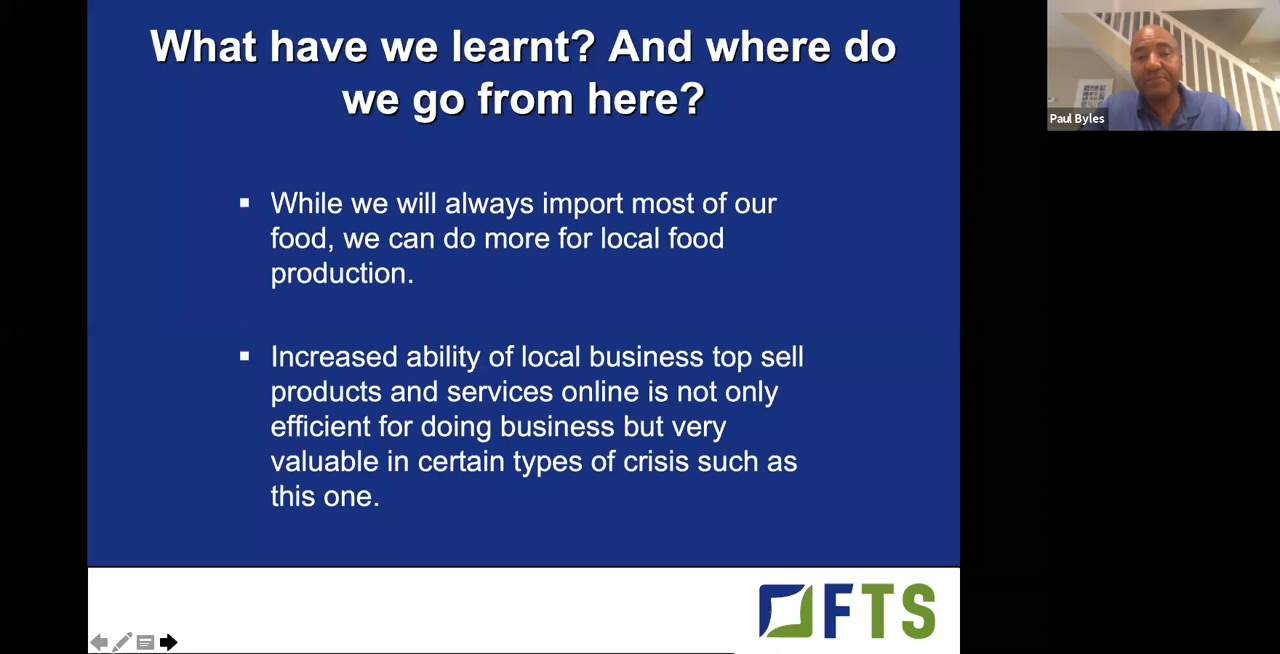 What have we learnt? And where do
we go from here?
▪ While we will always import most of our
food, we can do more for local food
production.
▪ Increased ability of local business top sell
products and services online is not only
efficient for doing business but very
valuable in certain types of crisis such as
this one.
FTS
Paul Byles